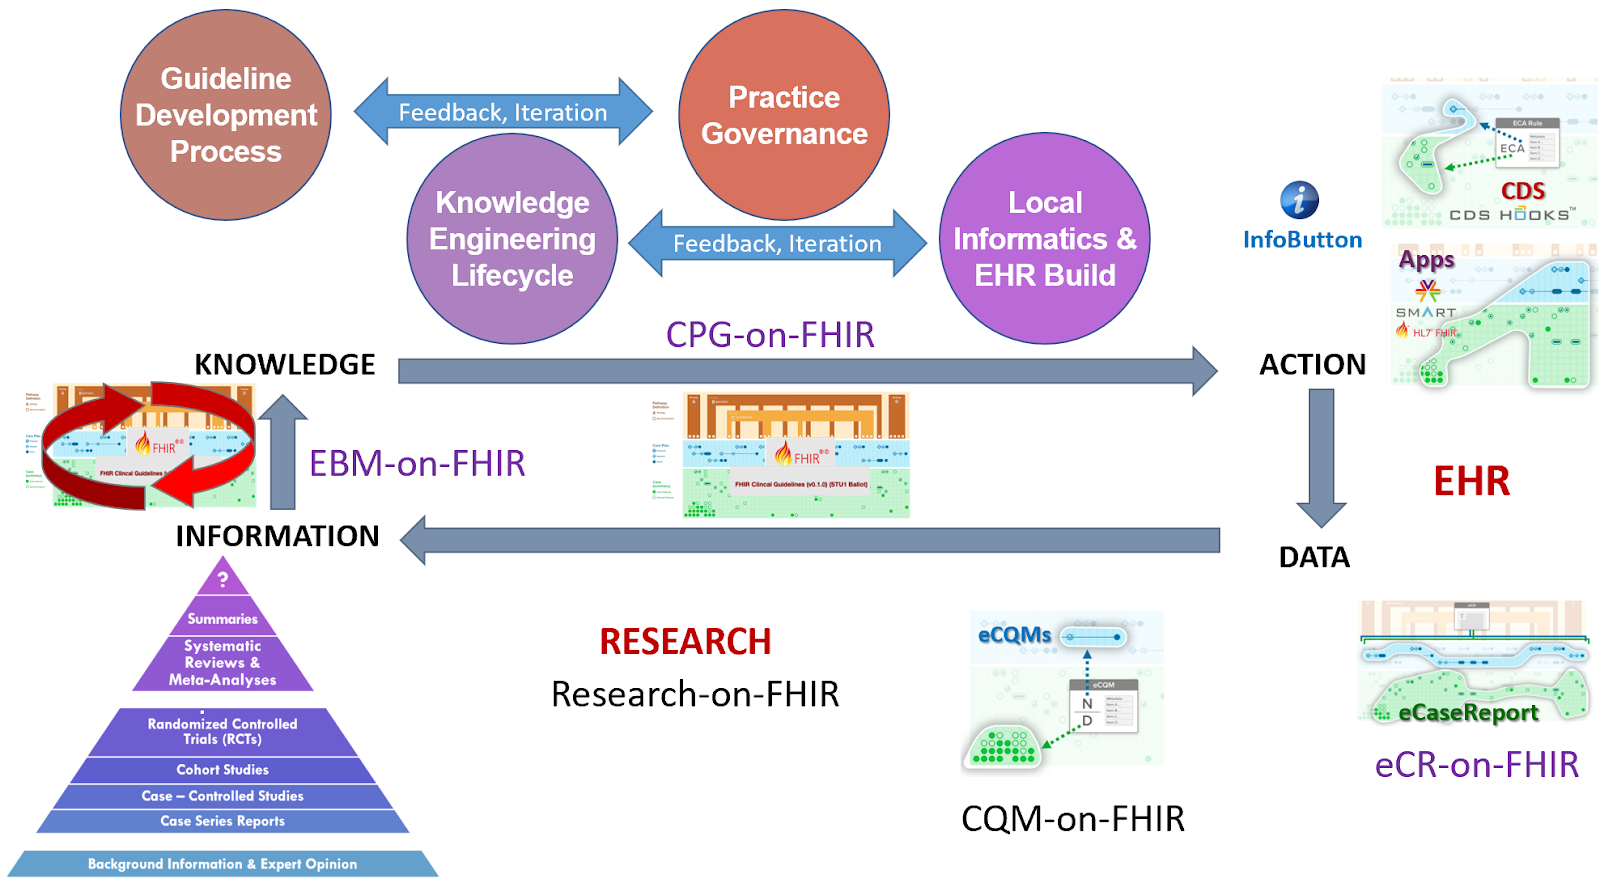 Guideline
Development
Process
Feedback, Iteration
Practice
Governance
Knowledge
Engineering
Lifecycle
Feedback, Iteration
Local
Informatics &
EHR Build
i
InfoButton
ECA Rule
ECA
CDS
CDS HOOKS™
Apps
SMART
HL7 FHIR
CPG-on-FHIR
KNOWLEDGE
ACTION
FHIR
FHIR Clincal Guidelines
EBM-on-FHIR
Pathway
Definition
FHIR
FHIR Clincal Guidelines (v0.1.0) (STU1 Ballot)
EHR
INFORMATION
DATA
?
Summaries
Systematic
Reviews &
Meta-Analyses
Randomized Controlled
Trials (RCTs)
Cohort Studies
Case – Controlled Studies
Case Series Reports
Background Information & Expert Opinion
RESEARCH
Research-on-FHIR
eCQMs
eCQM
N
D
CQM-on-FHIR
eCR
eCaseReport
eCR-on-FHIR